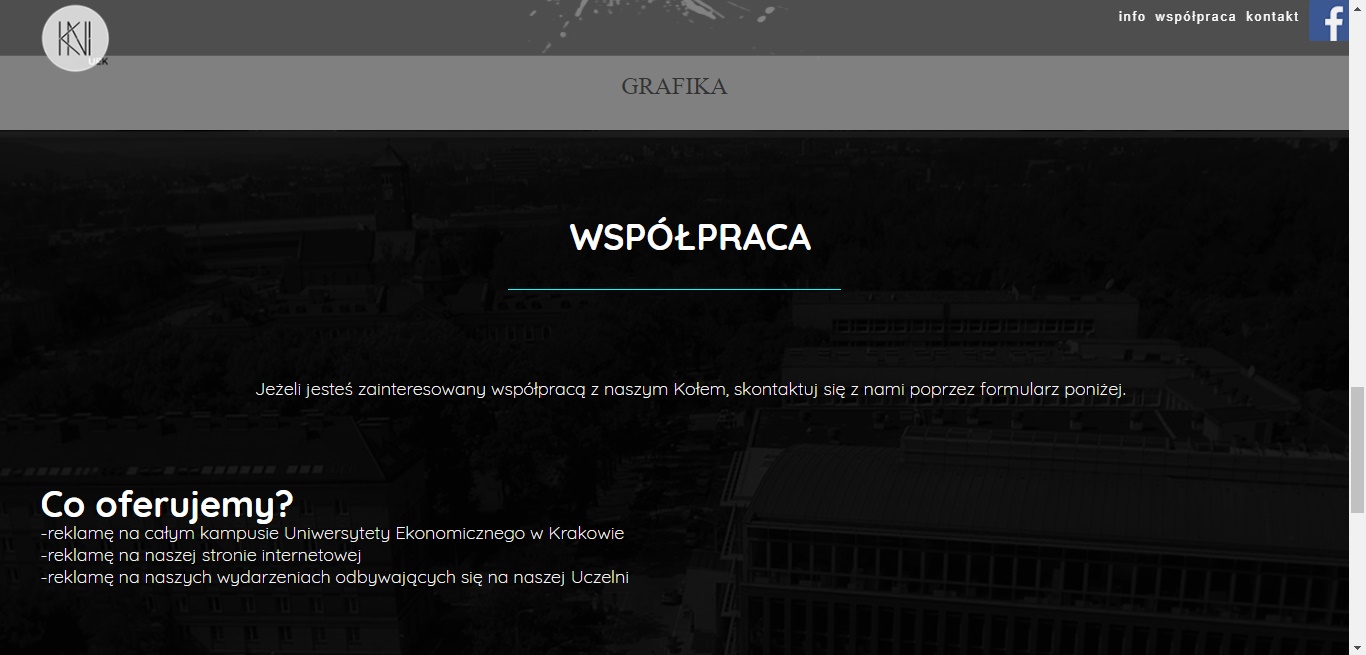 info współpraca kontakt
GRAFIKA
WSPÓŁPRACA
Jeżeli jesteś zainteresowany współpracą z naszym Kołem, skontaktuj się z nami poprzez formularz poniżej.
Co oferujemy?
-reklamę na całym kampusie Uniwersytety Ekonomicznego w Krakowie
-reklamę na naszej stronie internetowej
-reklamę na naszych wydarzeniach odbywających się na naszej Uczelni